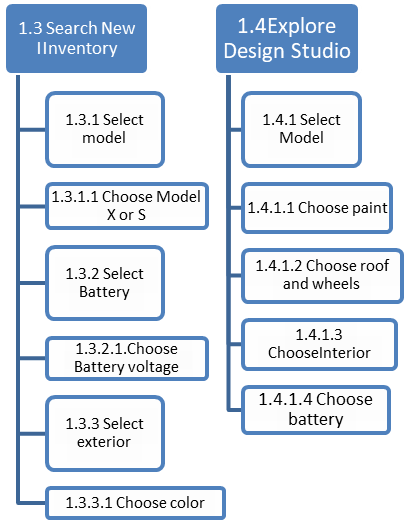 1.3 Search New
IInventory
1.3.1 Select
model
1.3.1.1 Choose Model
X or S
1.3.2 Select
Battery
1.3.2.1.Choose
Battery voltage
1.3.3 Select
exterior
1.3.3.1 Choose color
1.4Explore
Design Studio
1.4.1 Select
Model
1.4.1.1 Choose paint
1.4.1.2 Choose roof
and wheels
1.4.1.3
ChooseInterior
1.4.1.4 Choose
battery